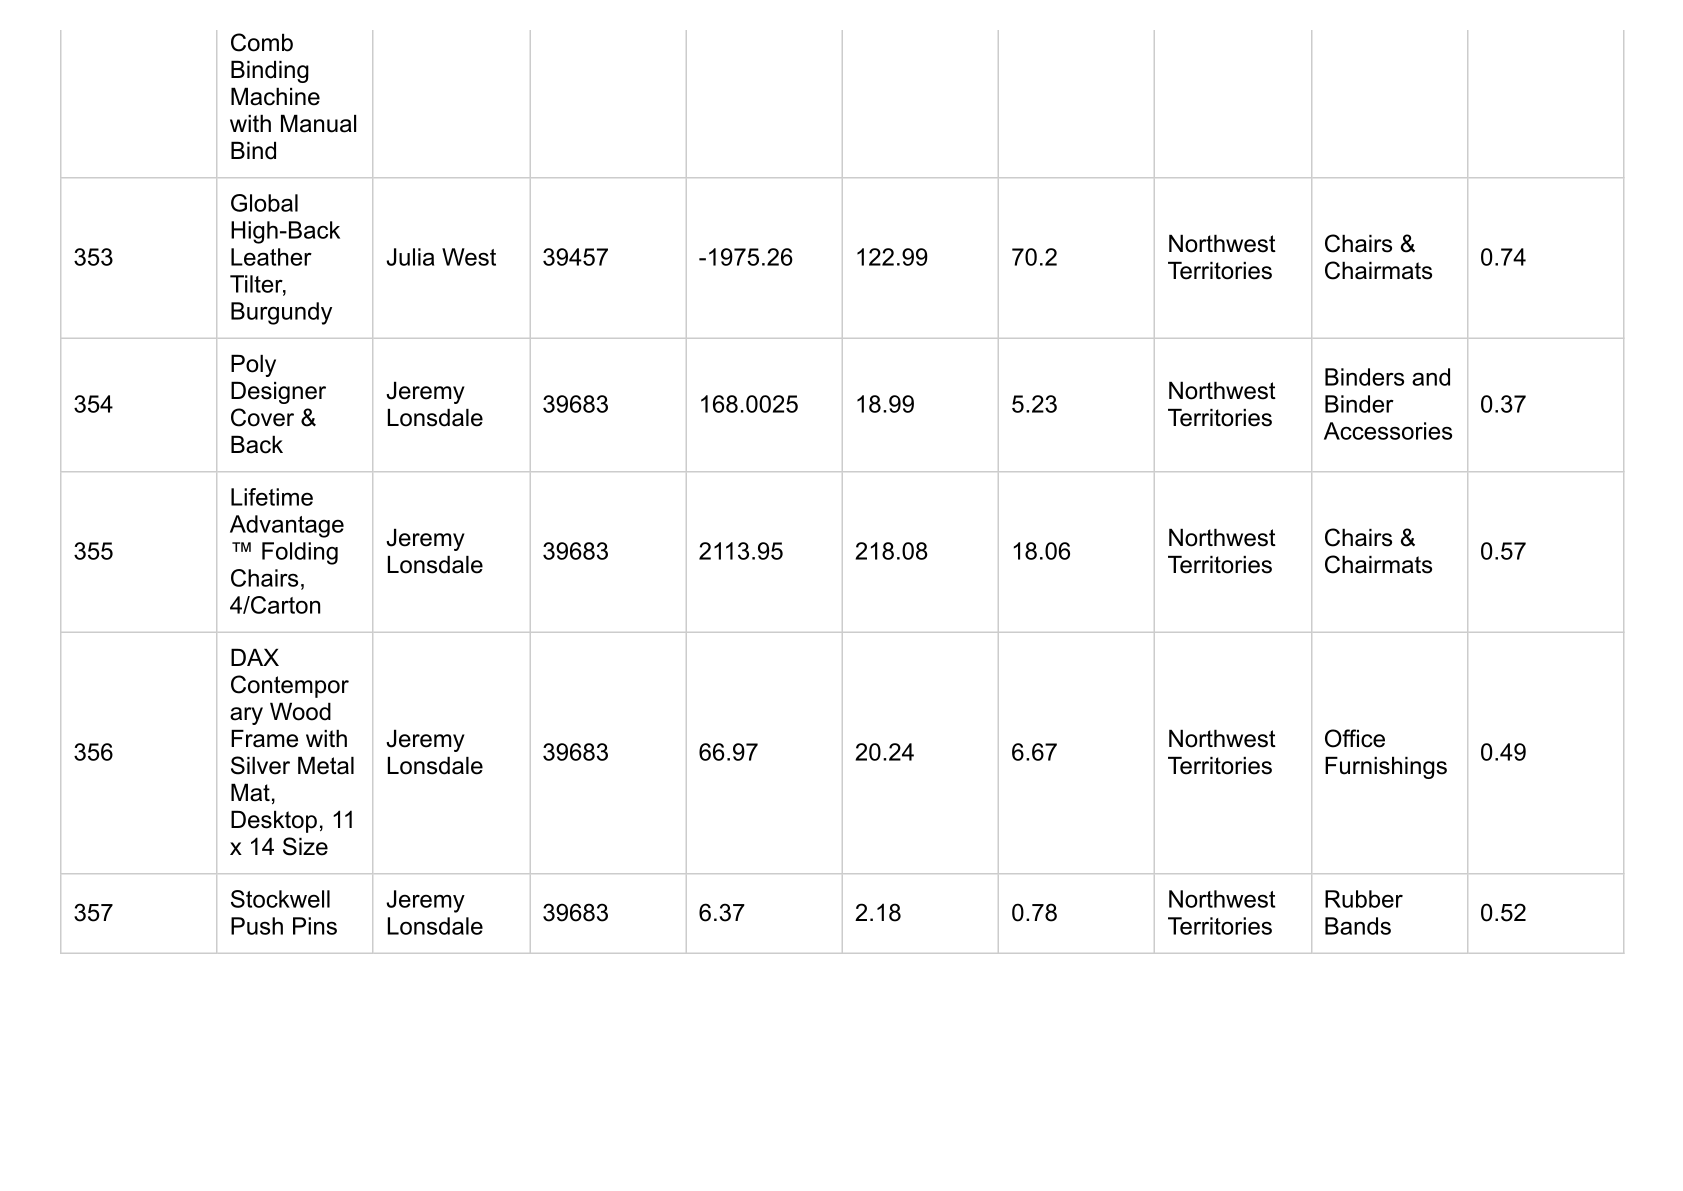 Comb
Binding
Machine
with Manual
Bind
353
Global
High-Back
Leather
Tilter,
Burgundy
Julia West
39457
-1975.26
122.99
70.2
Northwest
Territories
Chairs &
Chairmats
0.74
354
Poly
Designer
Cover &
Back
Jeremy
Lonsdale
39683
168.0025
18.99
5.23
Northwest
Territories
Binders and
Binder
Accessories
0.37
355
Lifetime
Advantage
™ Folding
Chairs,
4/Carton
Jeremy
Lonsdale
39683
2113.95
218.08
18.06
Northwest
Territories
Chairs &
Chairmats
0.57
356
DAX
Contempor
ary Wood
Frame with
Silver Metal
Mat,
Desktop, 11
x 14 Size
Jeremy
Lonsdale
39683
66.97
20.24
6.67
Northwest
Territories
Office
Furnishings
0.49
357
Stockwell
Push Pins
Jeremy
Lonsdale
39683
6.37
2.18
0.78
Northwest
Territories
Rubber
Bands
0.52